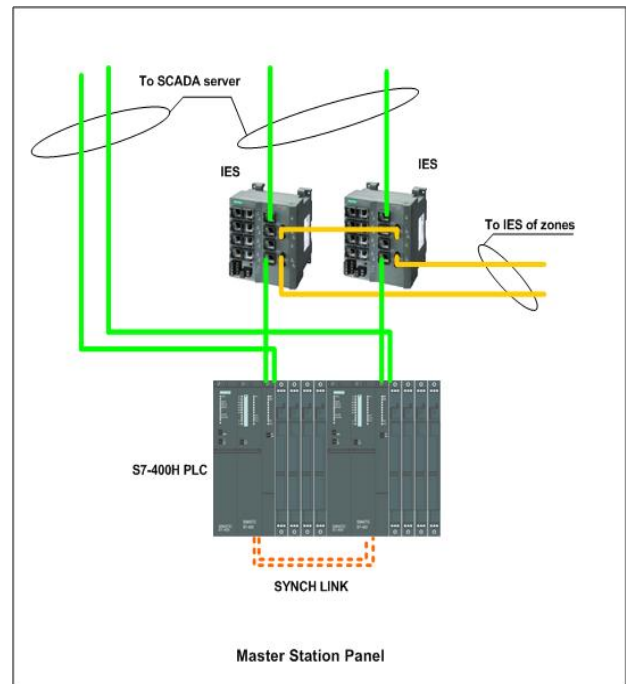 To SCADA server
IES
IES
To IES of zones
S7-400H PLC
SYNCH LINK
Master Station Panel